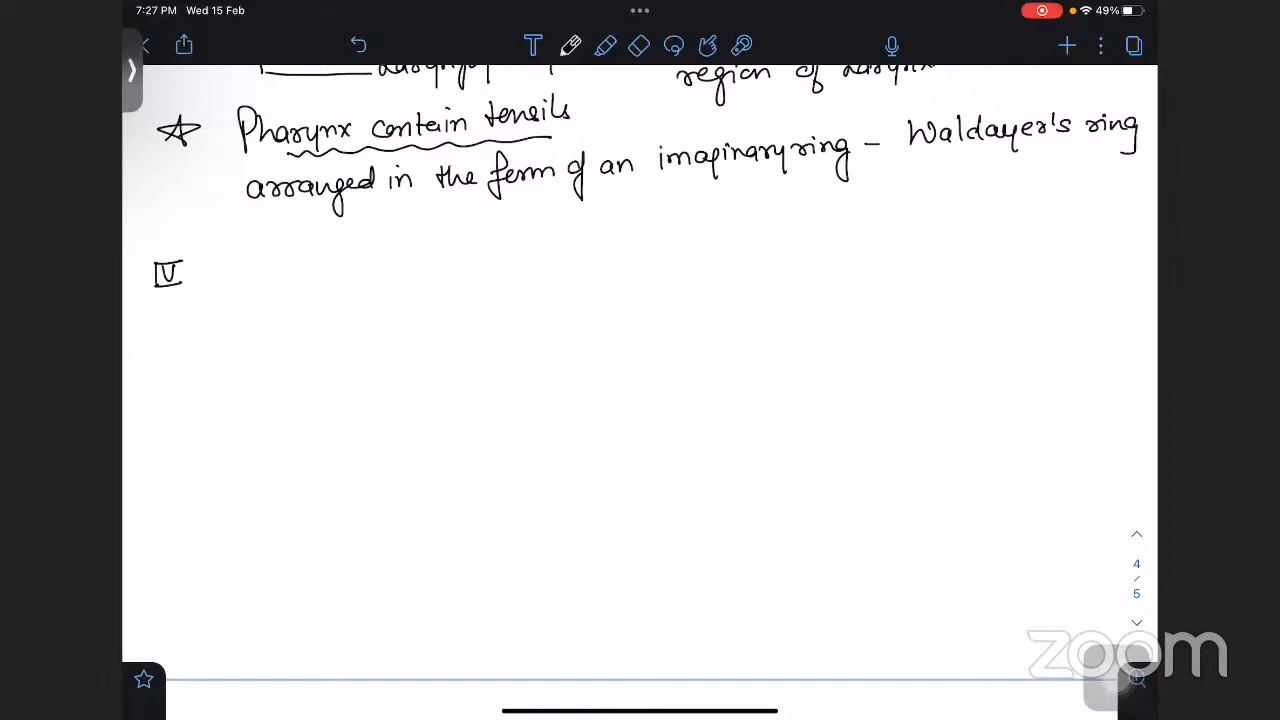 7:27 PM Wed 15 Feb
49%
T
region of Larynx
☆ Pharynx contain tonsils
arranged in the form of an imaginary ring – Waldayer's ring
IV
4
/
5
zoom